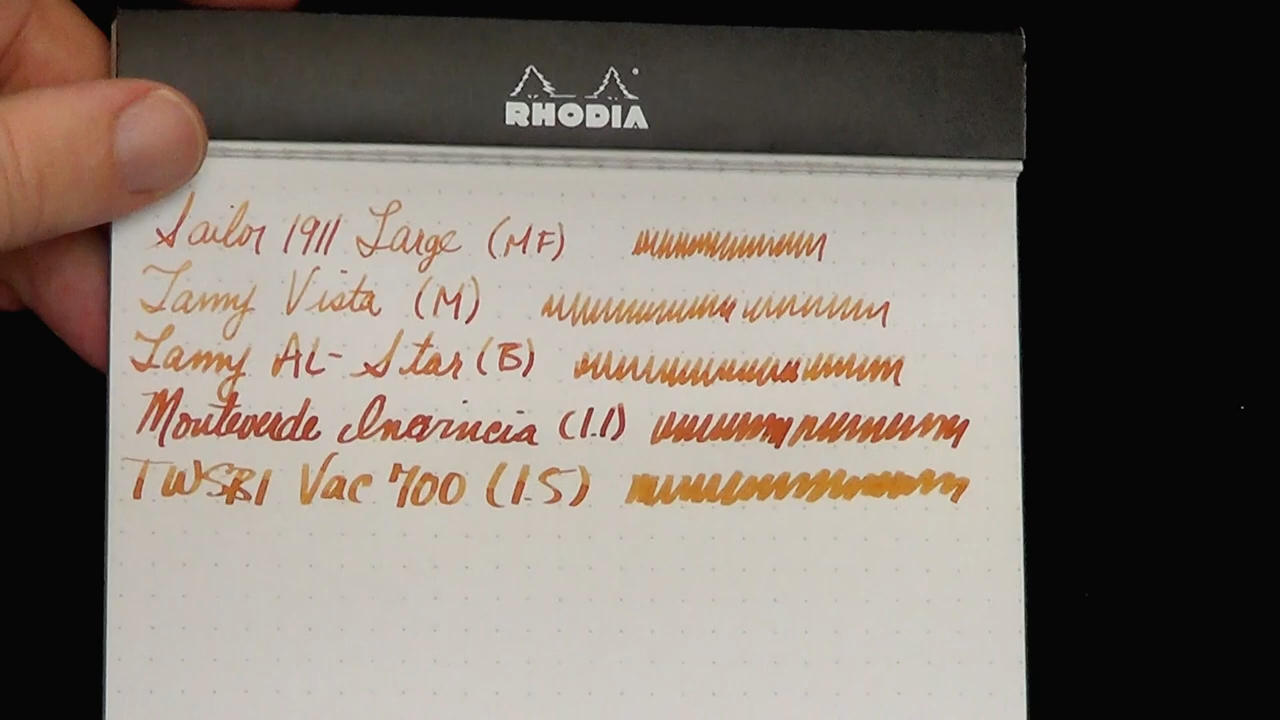 RHODIA
Sailor 1911 Large (MF)
Lamy Vista (M)
Lamy AL-Star (B)
Monteverde Invincia (1.1)
TWSBI Vac 700 (1.5)